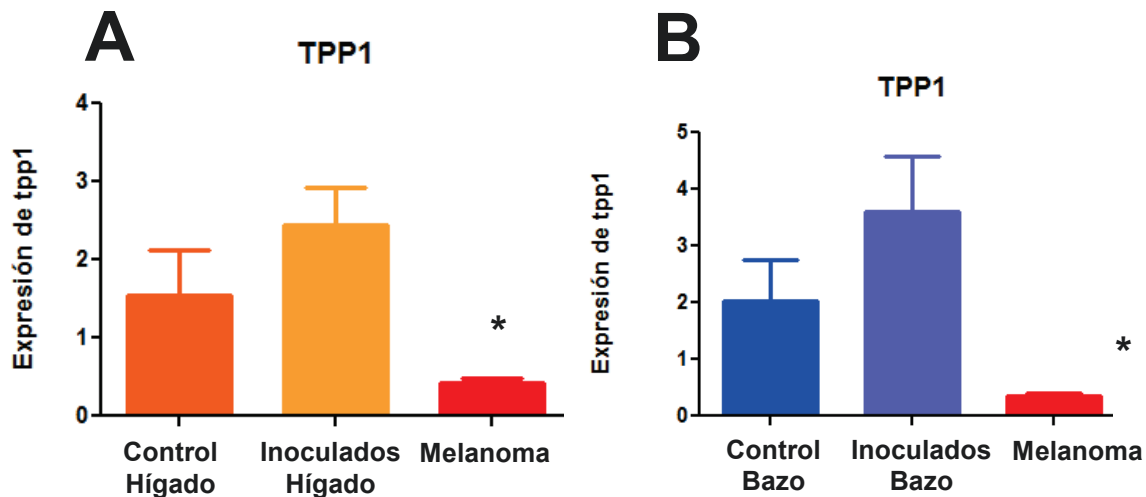 A
TPP1
Expresión de tpp1
4
3
2
1
0
*
Control
Hígado
Inoculados
Hígado
Melanoma
B
TPP1
Expresión de tpp1
5
4
3
2
1
0
*
Control
Bazo
Inoculados
Bazo
Melanoma